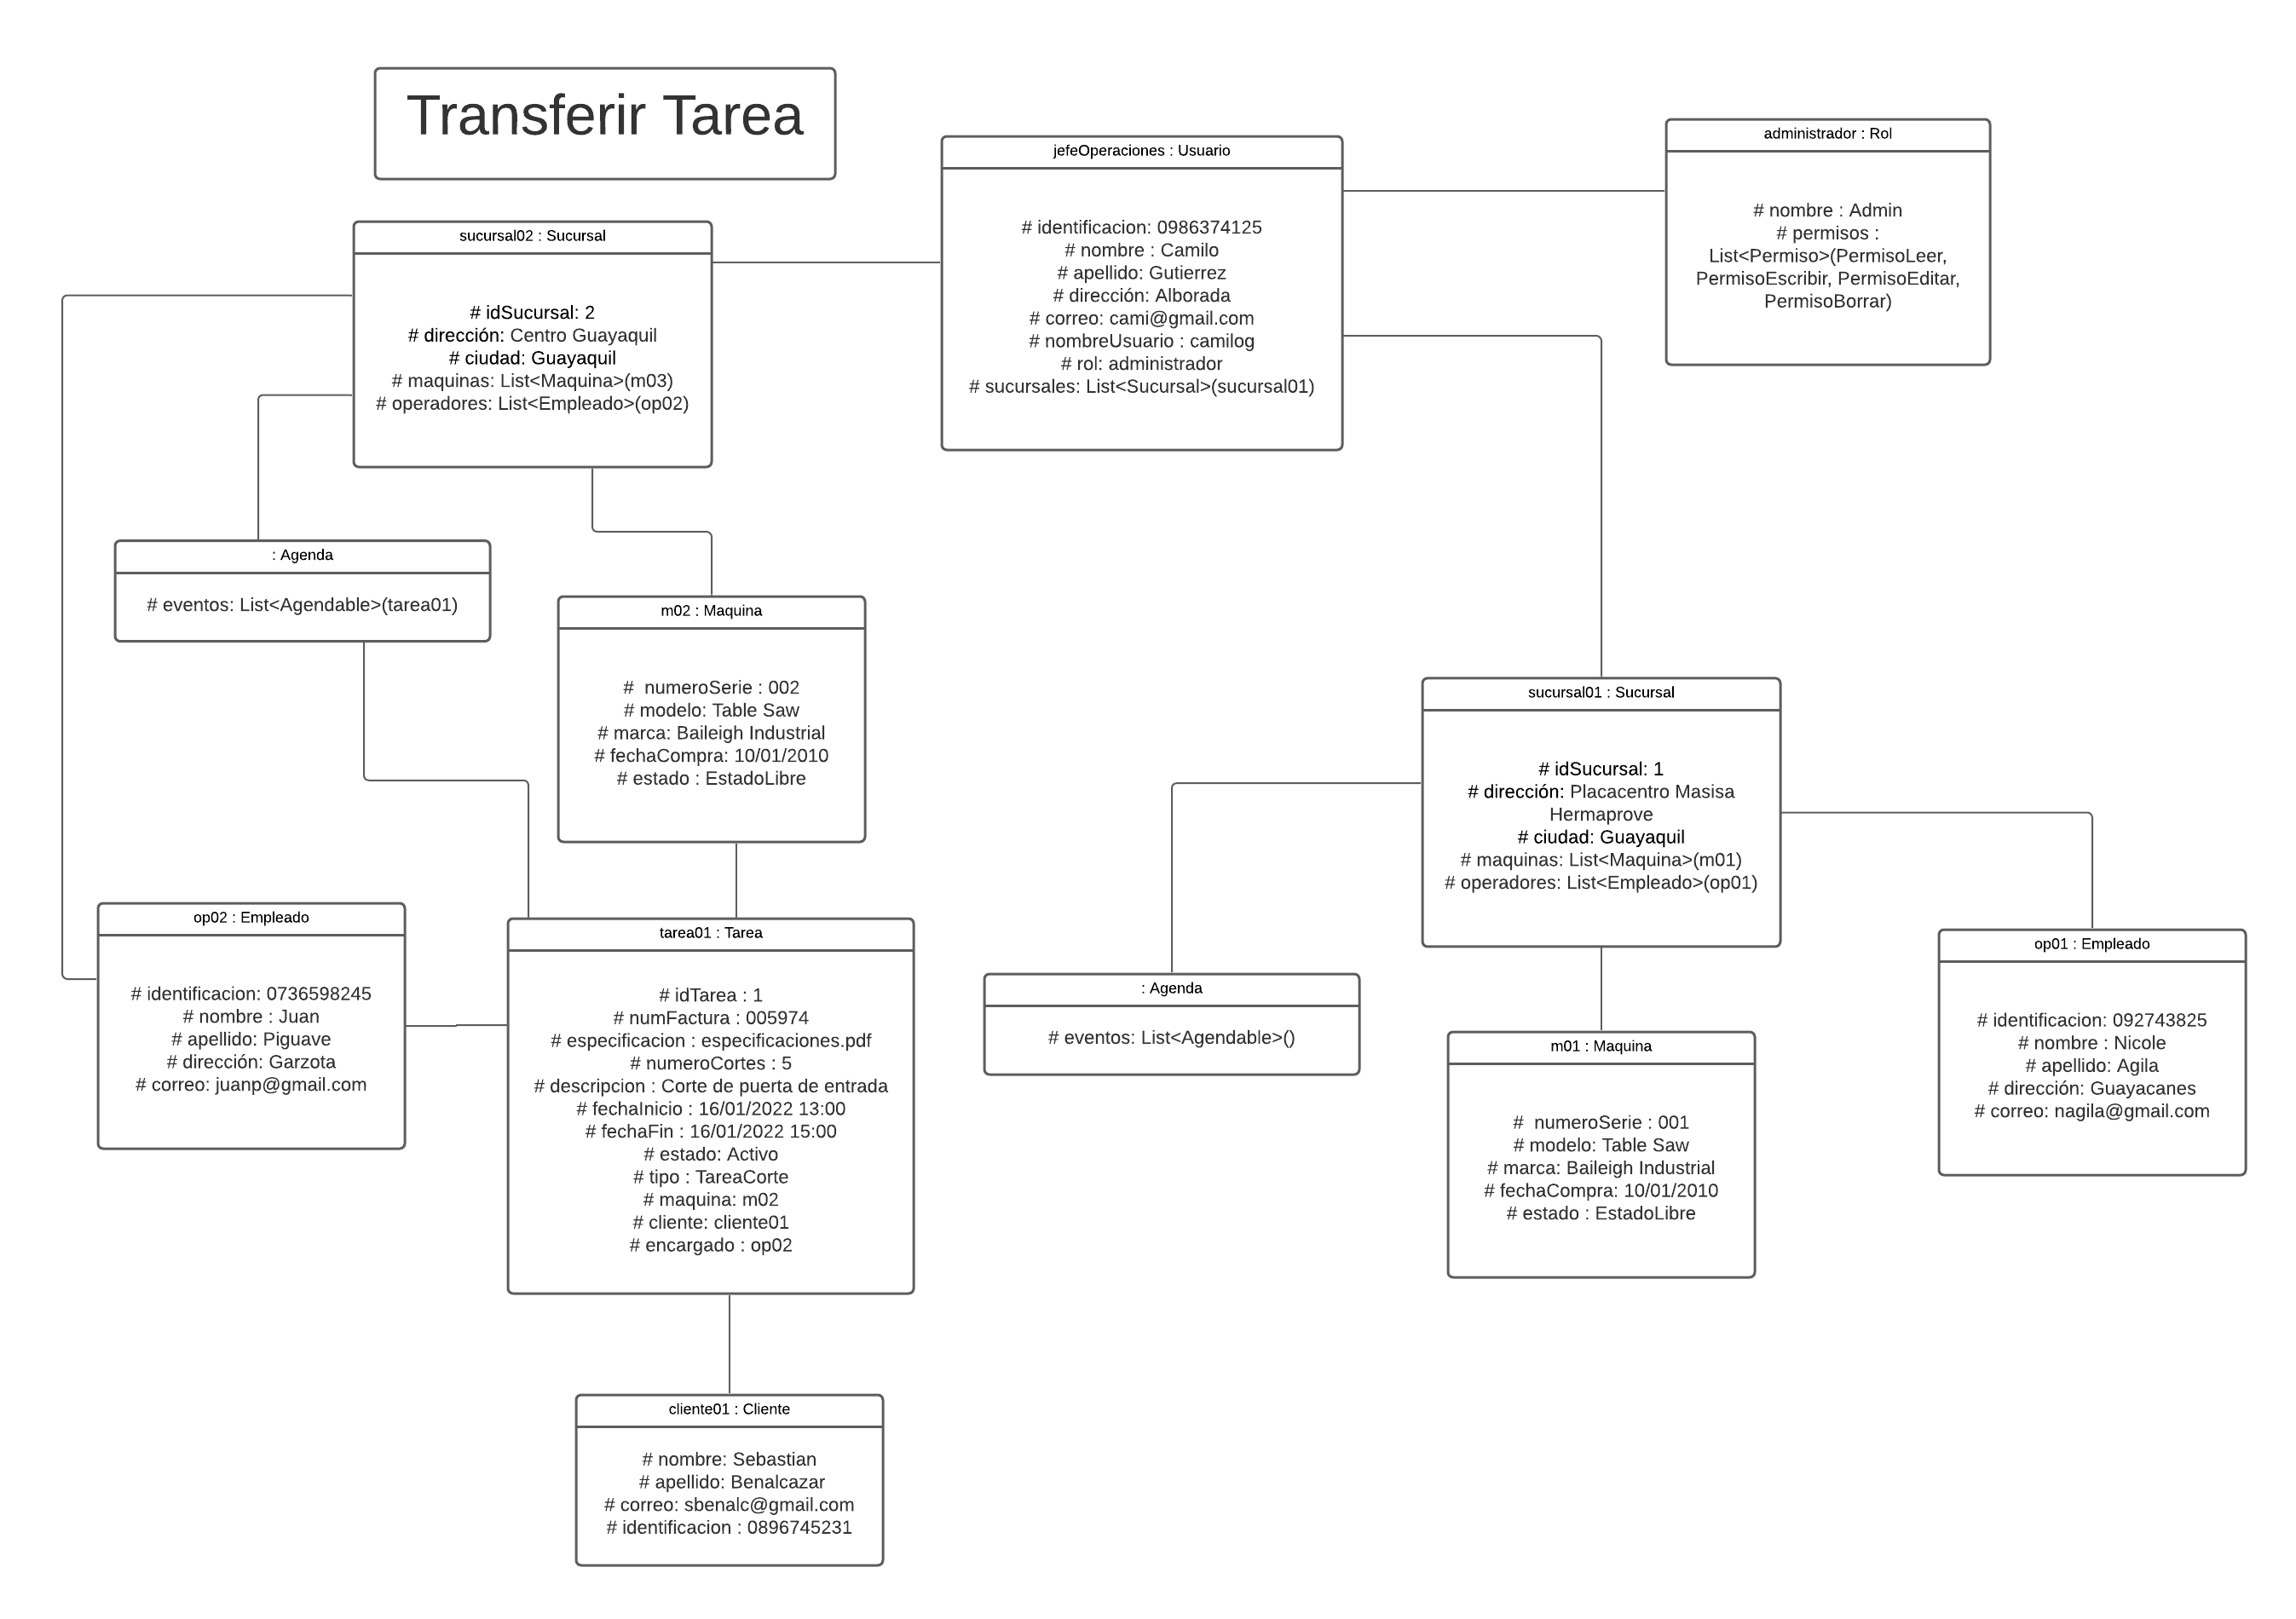 Transferir Tarea
administrador : Rol
# nombre : Admin
# permisos :
List<Permiso>(PermisoLeer,
PermisoEscribir, PermisoEditar,
PermisoBorrar)
jefeOperaciones : Usuario
# identificacion: 0986374125
# nombre : Camilo
# apellido: Gutierrez
# dirección: Alborada
# correo: cami@gmail.com
# nombreUsuario : camilog
# rol: administrador
# sucursales: List<Sucursal>(sucursal01)
sucursal02 : Sucursal
# idSucursal: 2
# dirección: Centro Guayaquil
# ciudad: Guayaquil
# maquinas: List<Maquina>(m03)
# operadores: List<Empleado>(op02)
: Agenda
# eventos: List<Agendable>(tarea01)
m02 : Maquina
#  numeroSerie : 002
# modelo: Table Saw
# marca: Baileigh Industrial
# fechaCompra: 10/01/2010
# estado : EstadoLibre
sucursal01 : Sucursal
# idSucursal: 1
# dirección: Placacentro Masisa
Hermaprove
# ciudad: Guayaquil
# maquinas: List<Maquina>(m01)
# operadores: List<Empleado>(op01)
op02 : Empleado
# identificacion: 0736598245
# nombre : Juan
# apellido: Piguave
# dirección: Garzota
# correo: juanp@gmail.com
tarea01 : Tarea
# idTarea : 1
# numFactura : 005974
# especificacion : especificaciones.pdf
# numeroCortes : 5
# descripcion : Corte de puerta de entrada
# fechaInicio : 16/01/2022 13:00
# fechaFin : 16/01/2022 15:00
# estado: Activo
# tipo : TareaCorte
# maquina: m02
# cliente: cliente01
# encargado : op02
: Agenda
# eventos: List<Agendable>()
m01 : Maquina
#  numeroSerie : 001
# modelo: Table Saw
# marca: Baileigh Industrial
# fechaCompra: 10/01/2010
# estado : EstadoLibre
op01 : Empleado
# identificacion: 092743825
# nombre : Nicole
# apellido: Agila
# dirección: Guayacanes
# correo: nagila@gmail.com
cliente01 : Cliente
# nombre: Sebastian
# apellido: Benalcazar
# correo: sbenalc@gmail.com
# identificacion : 0896745231